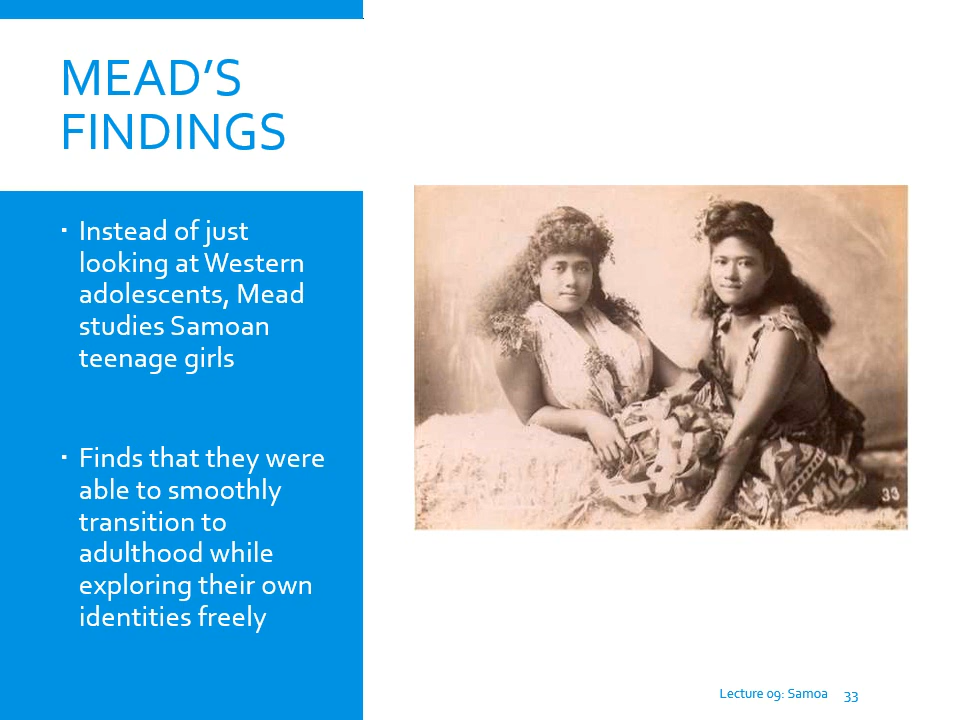 MEAD’S
FINDINGS
▪ Instead of just
looking at Western
adolescents, Mead
studies Samoan
teenage girls
▪ Finds that they were
able to smoothly
transition to
adulthood while
exploring their own
identities freely
33
Lecture 09: Samoa 33